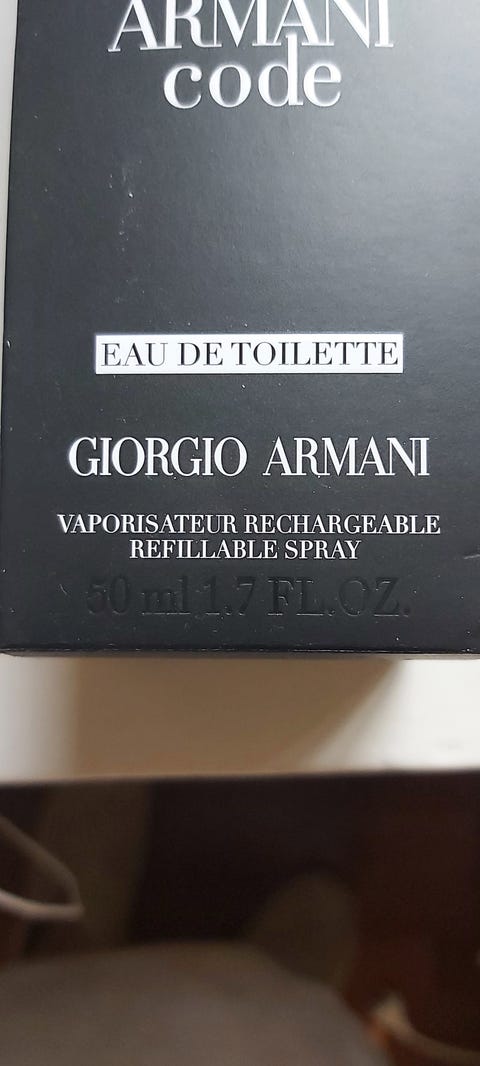 ARMANI
code
EAU DE TOILETTE
GIORGIO ARMANI
VAPORISATEUR RECHARGEABLE
REFILLABLE SPRAY
50 ml 1.7 FL.OZ.